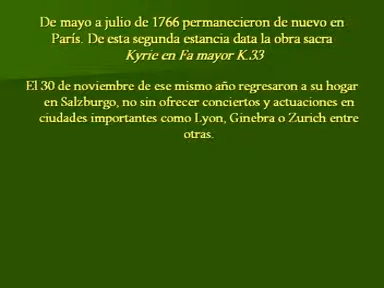 De mayo a julio de 1766 permanecieron de nuevo en
París. De esta segunda estancia data la obra sacra
Kyrie en Fa mayor K.33
El 30 de noviembre de ese mismo año regresaron a su hogar
en Salzburgo, no sin ofrecer conciertos y actuaciones en
ciudades importantes como Lyon, Ginebra o Zurich entre
otras.